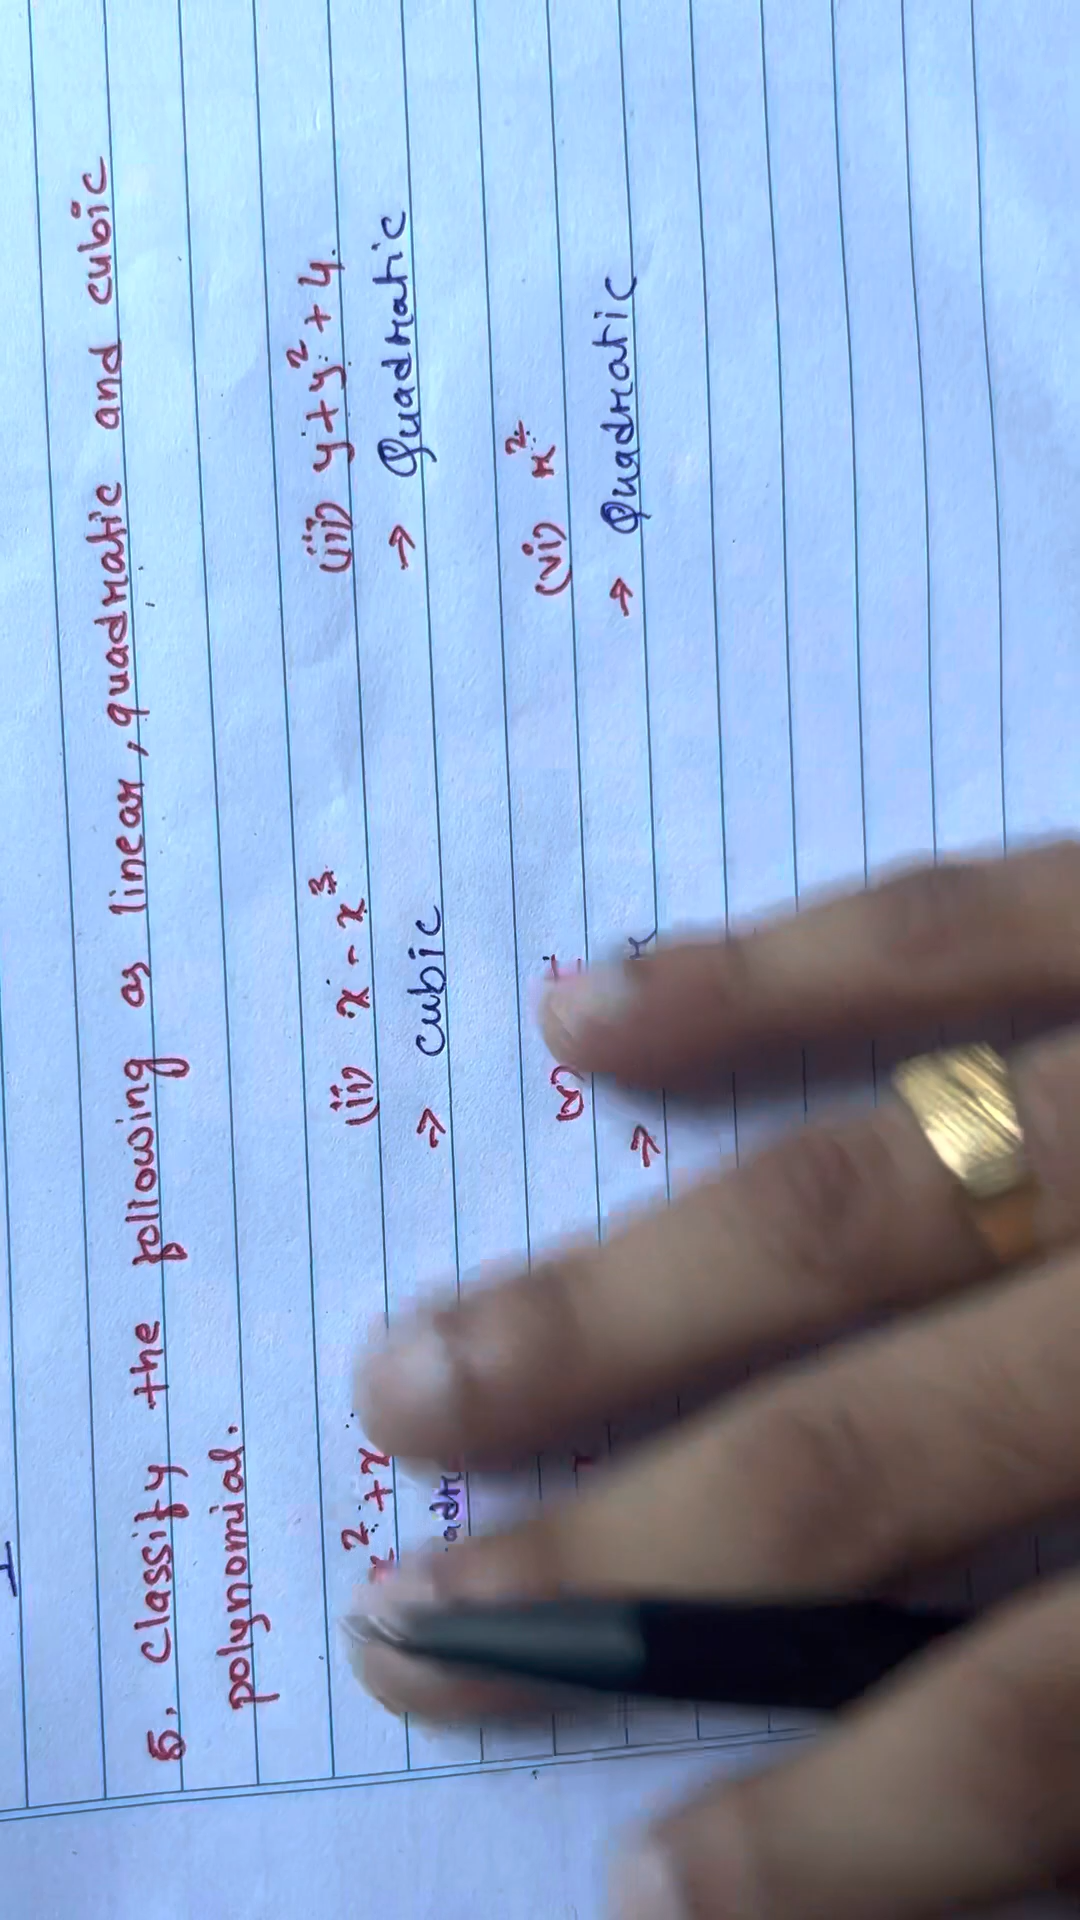 5. Classify the following as linear, quadratic and cubic
polynomial.
x² + x (ii) x - x³ (iii) y + y² + 4.
→ cubic → Quadratic
(v) (vi) r²
→ → Quadratic